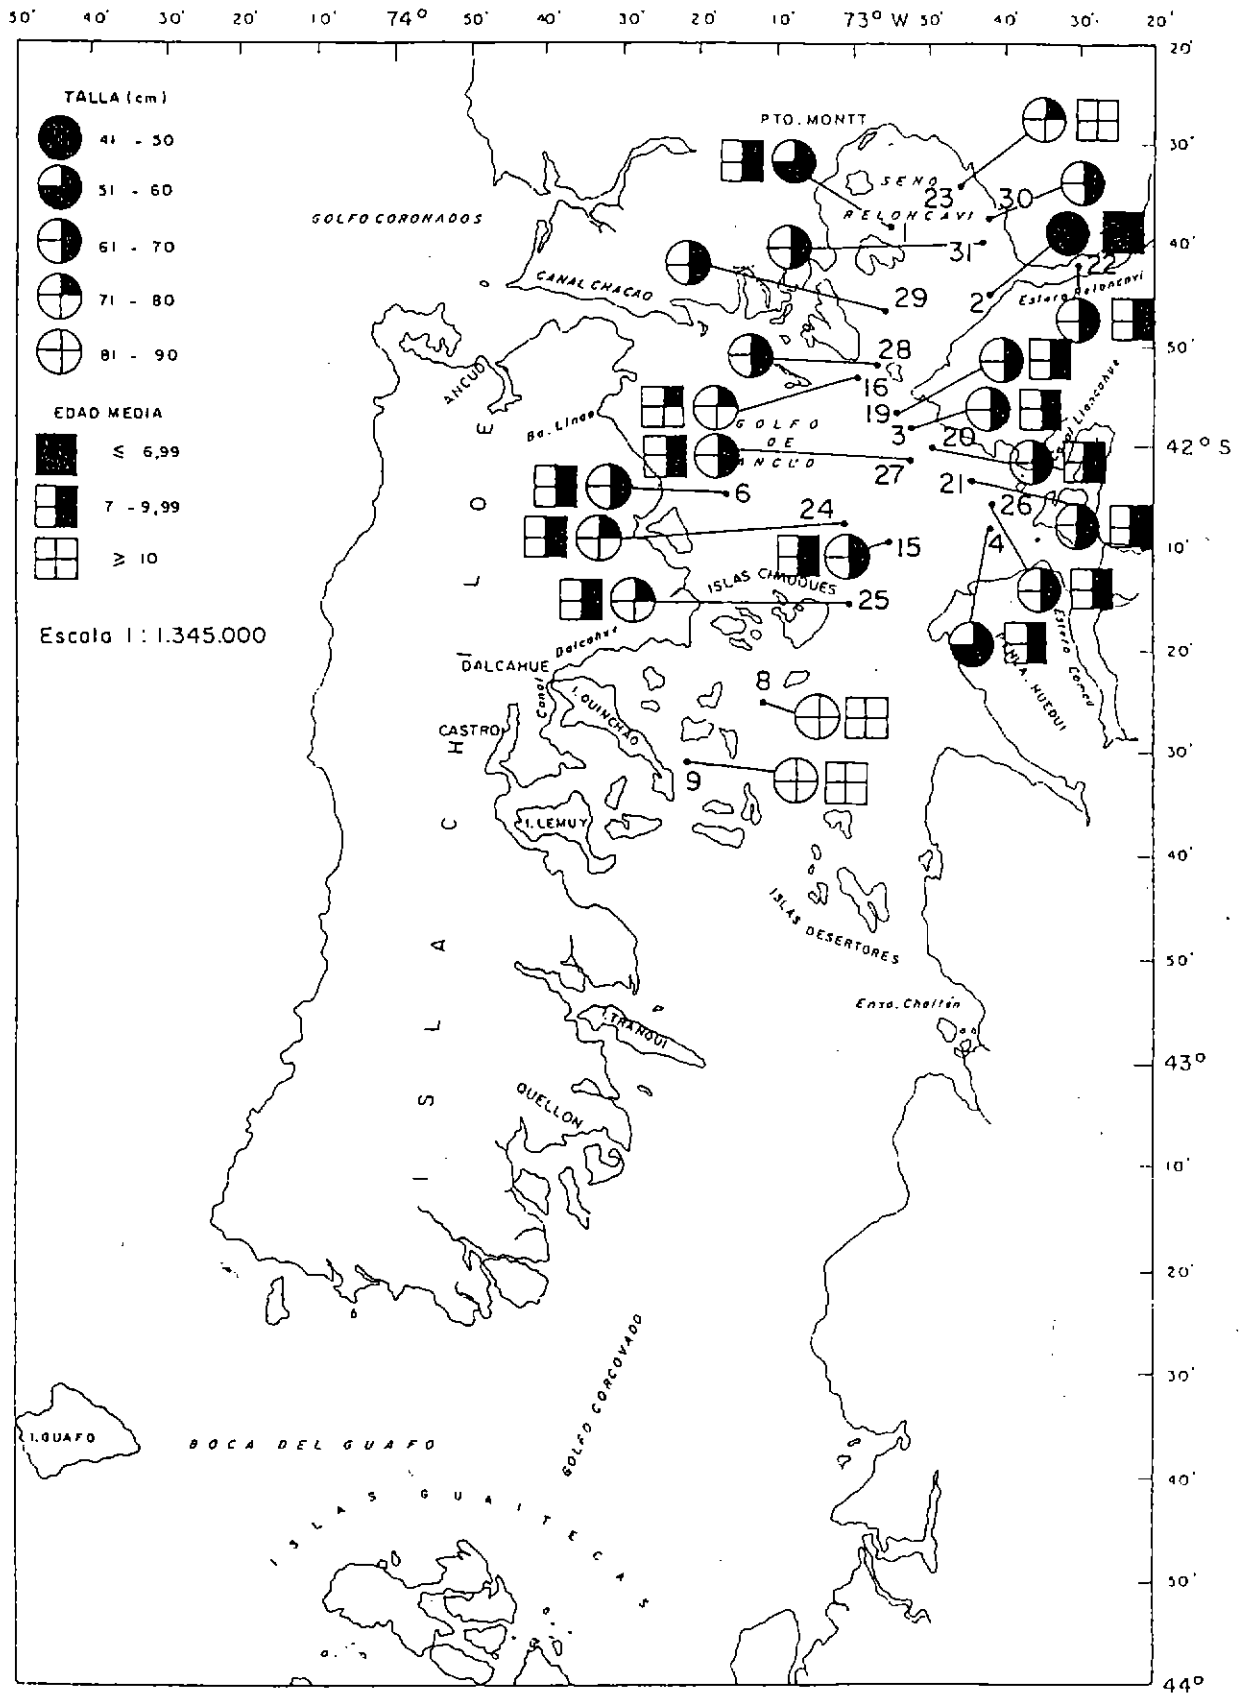 50' 40' 30' 20' 10' 74° 50' 40' 30' 20' 10' 73° W 50' 40' 30' 20'
20'
30'
40'
50'
42° S
10'
20'
30'
40'
50'
43°
10'
20'
30'
40'
50'
44°
TALLA (cm)
41 - 50
51 - 60
61 - 70
71 - 80
81 - 90
EDAD MEDIA
≤ 6,99
7 - 9,99
≥ 10
Escala 1: 1.345.000
PTO. MONTT
SENO
RELONCAVI
GOLFO CORONADOS
CANAL CHACAO
ANCUD
Ba. Linao
GOLFO
DE
ANCUD
Estero Reloncavi
Canal Llancahue
23
30
1
31
22
2
29
28
16
19
3
20
27
21
6
26
24
4
15
25
8
9
ISLAS CHAUQUES
Estero Comau
PENLA. HUEQUI
Canal Dalcahue
DALCAHUE
I. QUINCHAO
CASTRO
I. LEMUY
ISLAS DESERTORES
Ensa. Chaitén
I. TRANQUI
QUELLON
ISLA CHILOE
GOLFO CORCOVADO
I. GUAFO
BOCA DEL GUAFO
ISLAS GUAITECAS